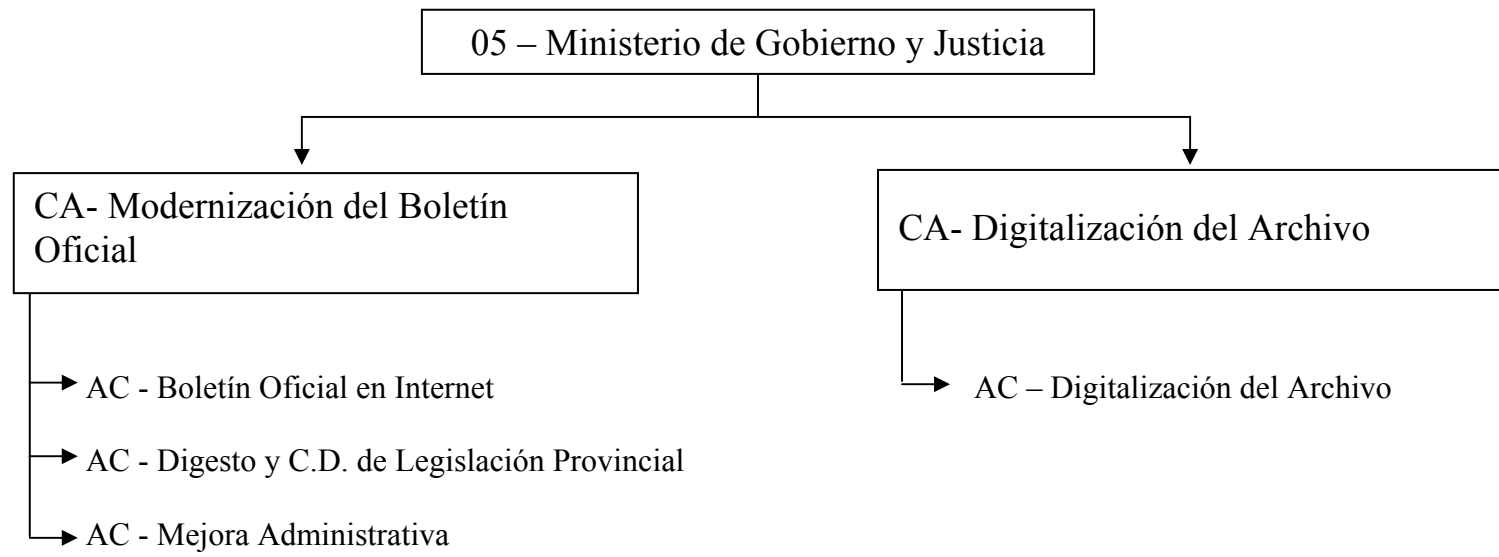 05 – Ministerio de Gobierno y Justicia
CA- Modernización del Boletín
Oficial
AC - Boletín Oficial en Internet
AC - Digesto y C.D. de Legislación Provincial
AC - Mejora Administrativa
CA- Digitalización del Archivo
AC – Digitalización del Archivo